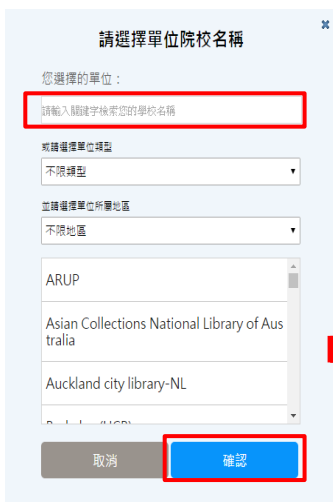 請選擇單位院校名稱
您選擇的單位：
請輸入關鍵字檢索您的學校名稱
或請選擇單位類型
不限類型
並請選擇單位所屬地區
不限地區
ARUP
Asian Collections National Library of Aus
tralia
Auckland city library-NL
取消
確認